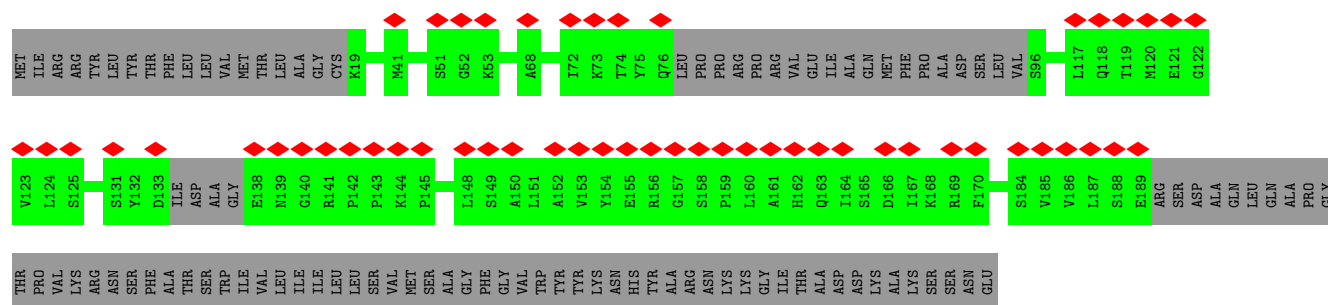 MET ILE ARG ARG TYR LEU TYR THR PHE LEU LEU VAL MET THR LEU ALA GLY CYS K19 M41 S51 G52 K53 A68 I72 K73 T74 Y75 Q76 LEU PRO PRO ARG PRO ARG VAL GLU ILE ALA GLN MET PHE PRO ALA ASP SER LEU VAL S96 L117 Q118 T119 M120 E121 G122
V123 L124 S125 S131 Y132 D133 ILE ASP ALA GLY E138 N139 G140 R141 P142 P143 K144 P145 L148 S149 A150 L151 A152 V153 Y154 E155 R156 G157 S158 P159 L160 A161 H162 Q163 I164 S165 D166 I167 K168 R169 F170 S184 V185 V186 L187 S188 E189 ARG SER ASP ALA GLN LEU GLN ALA PRO GLY
THR PRO VAL LYS ARG ASN SER PHE ALA THR SER TRP ILE VAL LEU ILE ILE LEU LEU SER VAL MET SER ALA GLY PHE GLY VAL TRP TYR TYR LYS ASN HIS TYR ALA ARG ASN LYS LYS GLY ILE THR ALA ASP ASP LYS ALA LYS SER SER ASN GLU